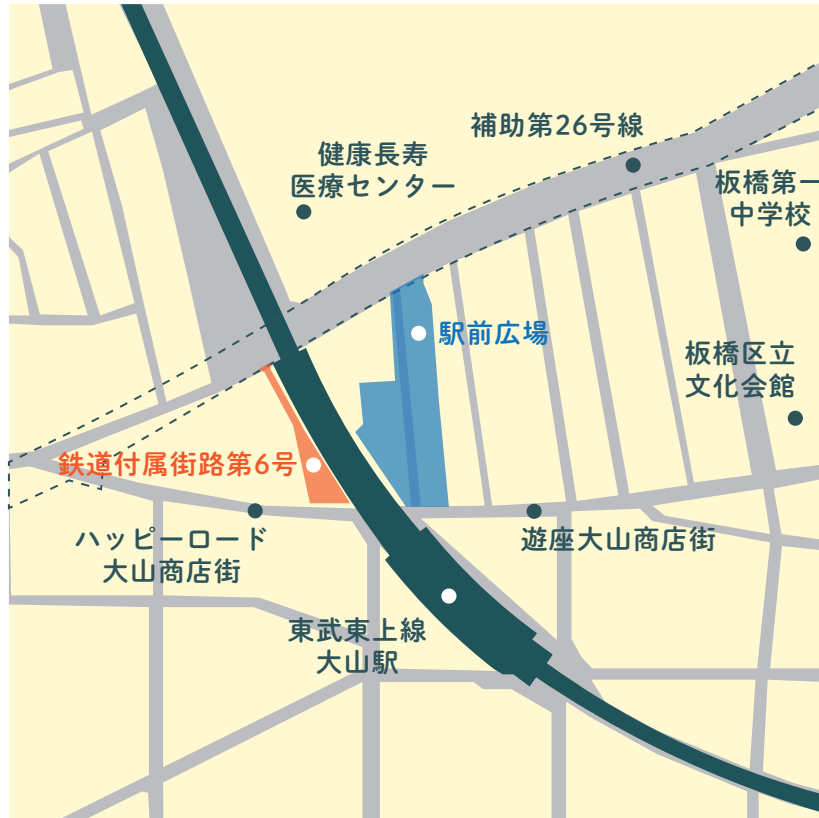 補助第26号線
健康長寿
医療センター
板橋第一
中学校
駅前広場
板橋区立
文化会館
鉄道付属街路第6号
ハッピーロード
大山商店街
遊座大山商店街
東武東上線
大山駅